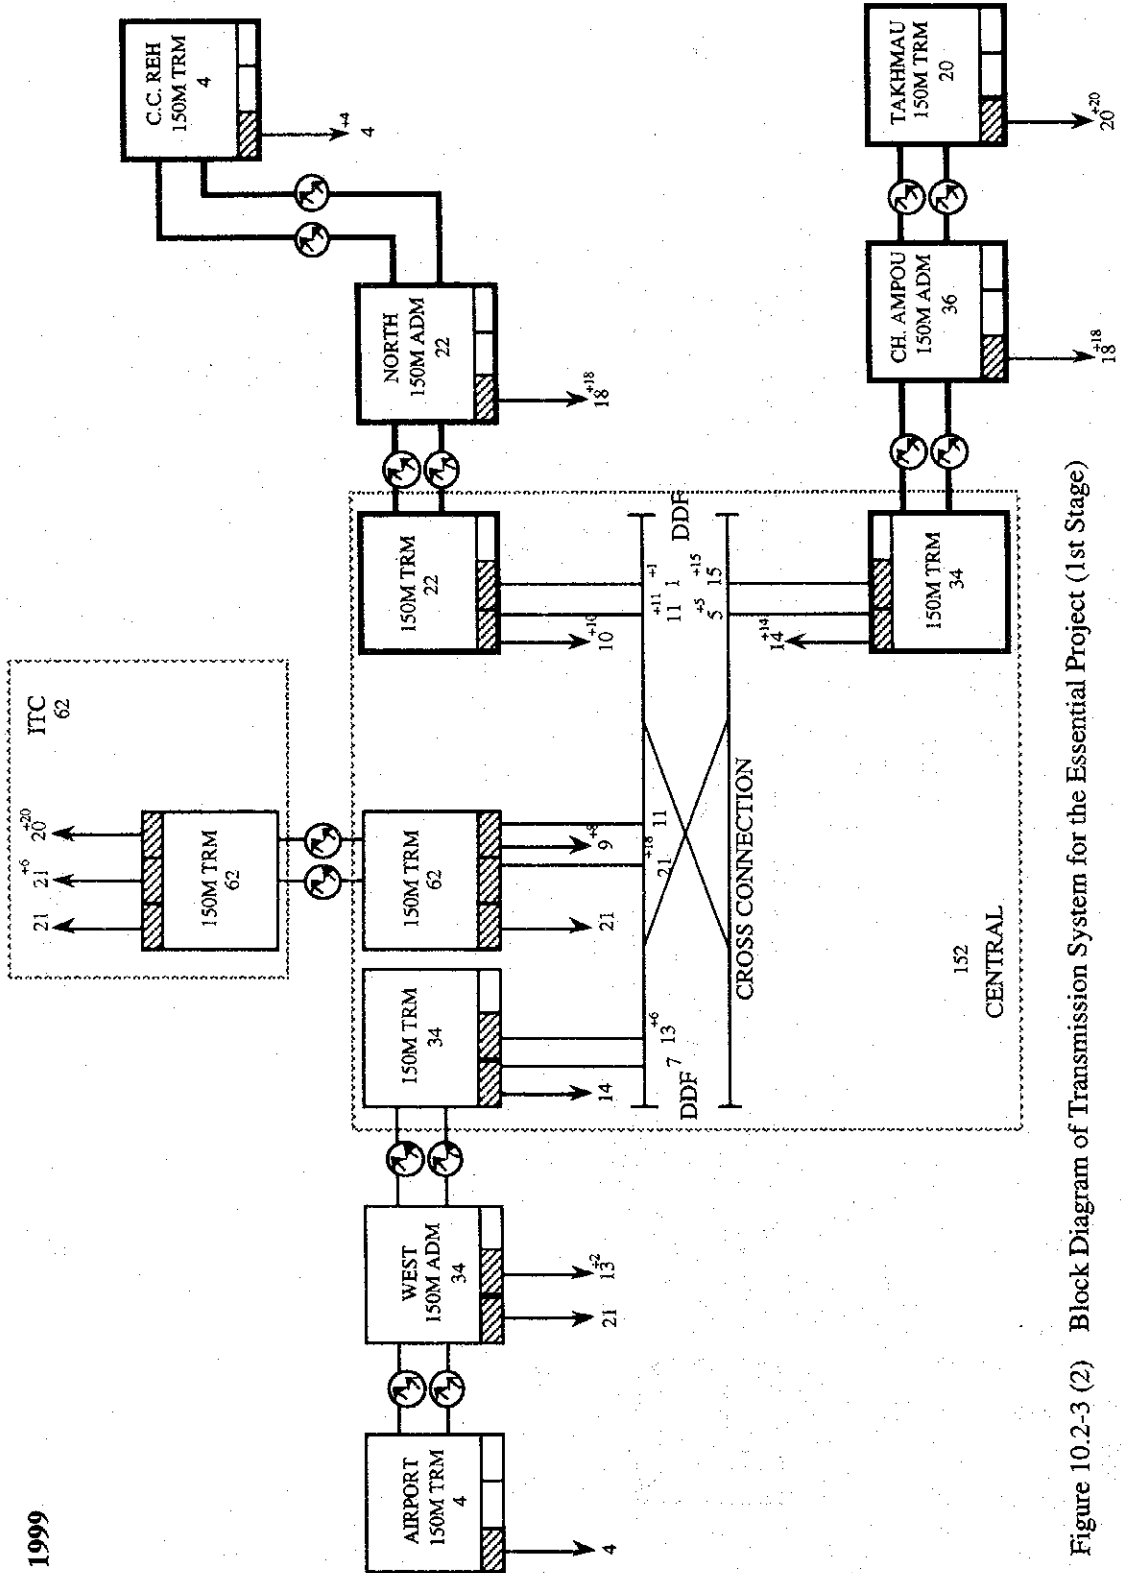 1999
ITC
62
20 +20
21 +6
21
150M TRM
62
C.C. REH
150M TRM
4
+4
4
NORTH
150M ADM
22
+18
18
AIRPORT
150M TRM
4
4
WEST
150M ADM
34
21
13 +2
150M TRM
34
14
7
13 +6
150M TRM
62
21
21 +18
9 +8
11
150M TRM
22
10
11 +11
1 +1
DDF
DDF
5 +5
15 +15
CROSS CONNECTION
14 +14
150M TRM
34
152
CENTRAL
CH. AMPOU
150M ADM
36
18 +18
TAKHMAU
150M TRM
20
20 +20
Figure 10.2-3 (2) Block Diagram of Transmission System for the Essential Project (1st Stage)